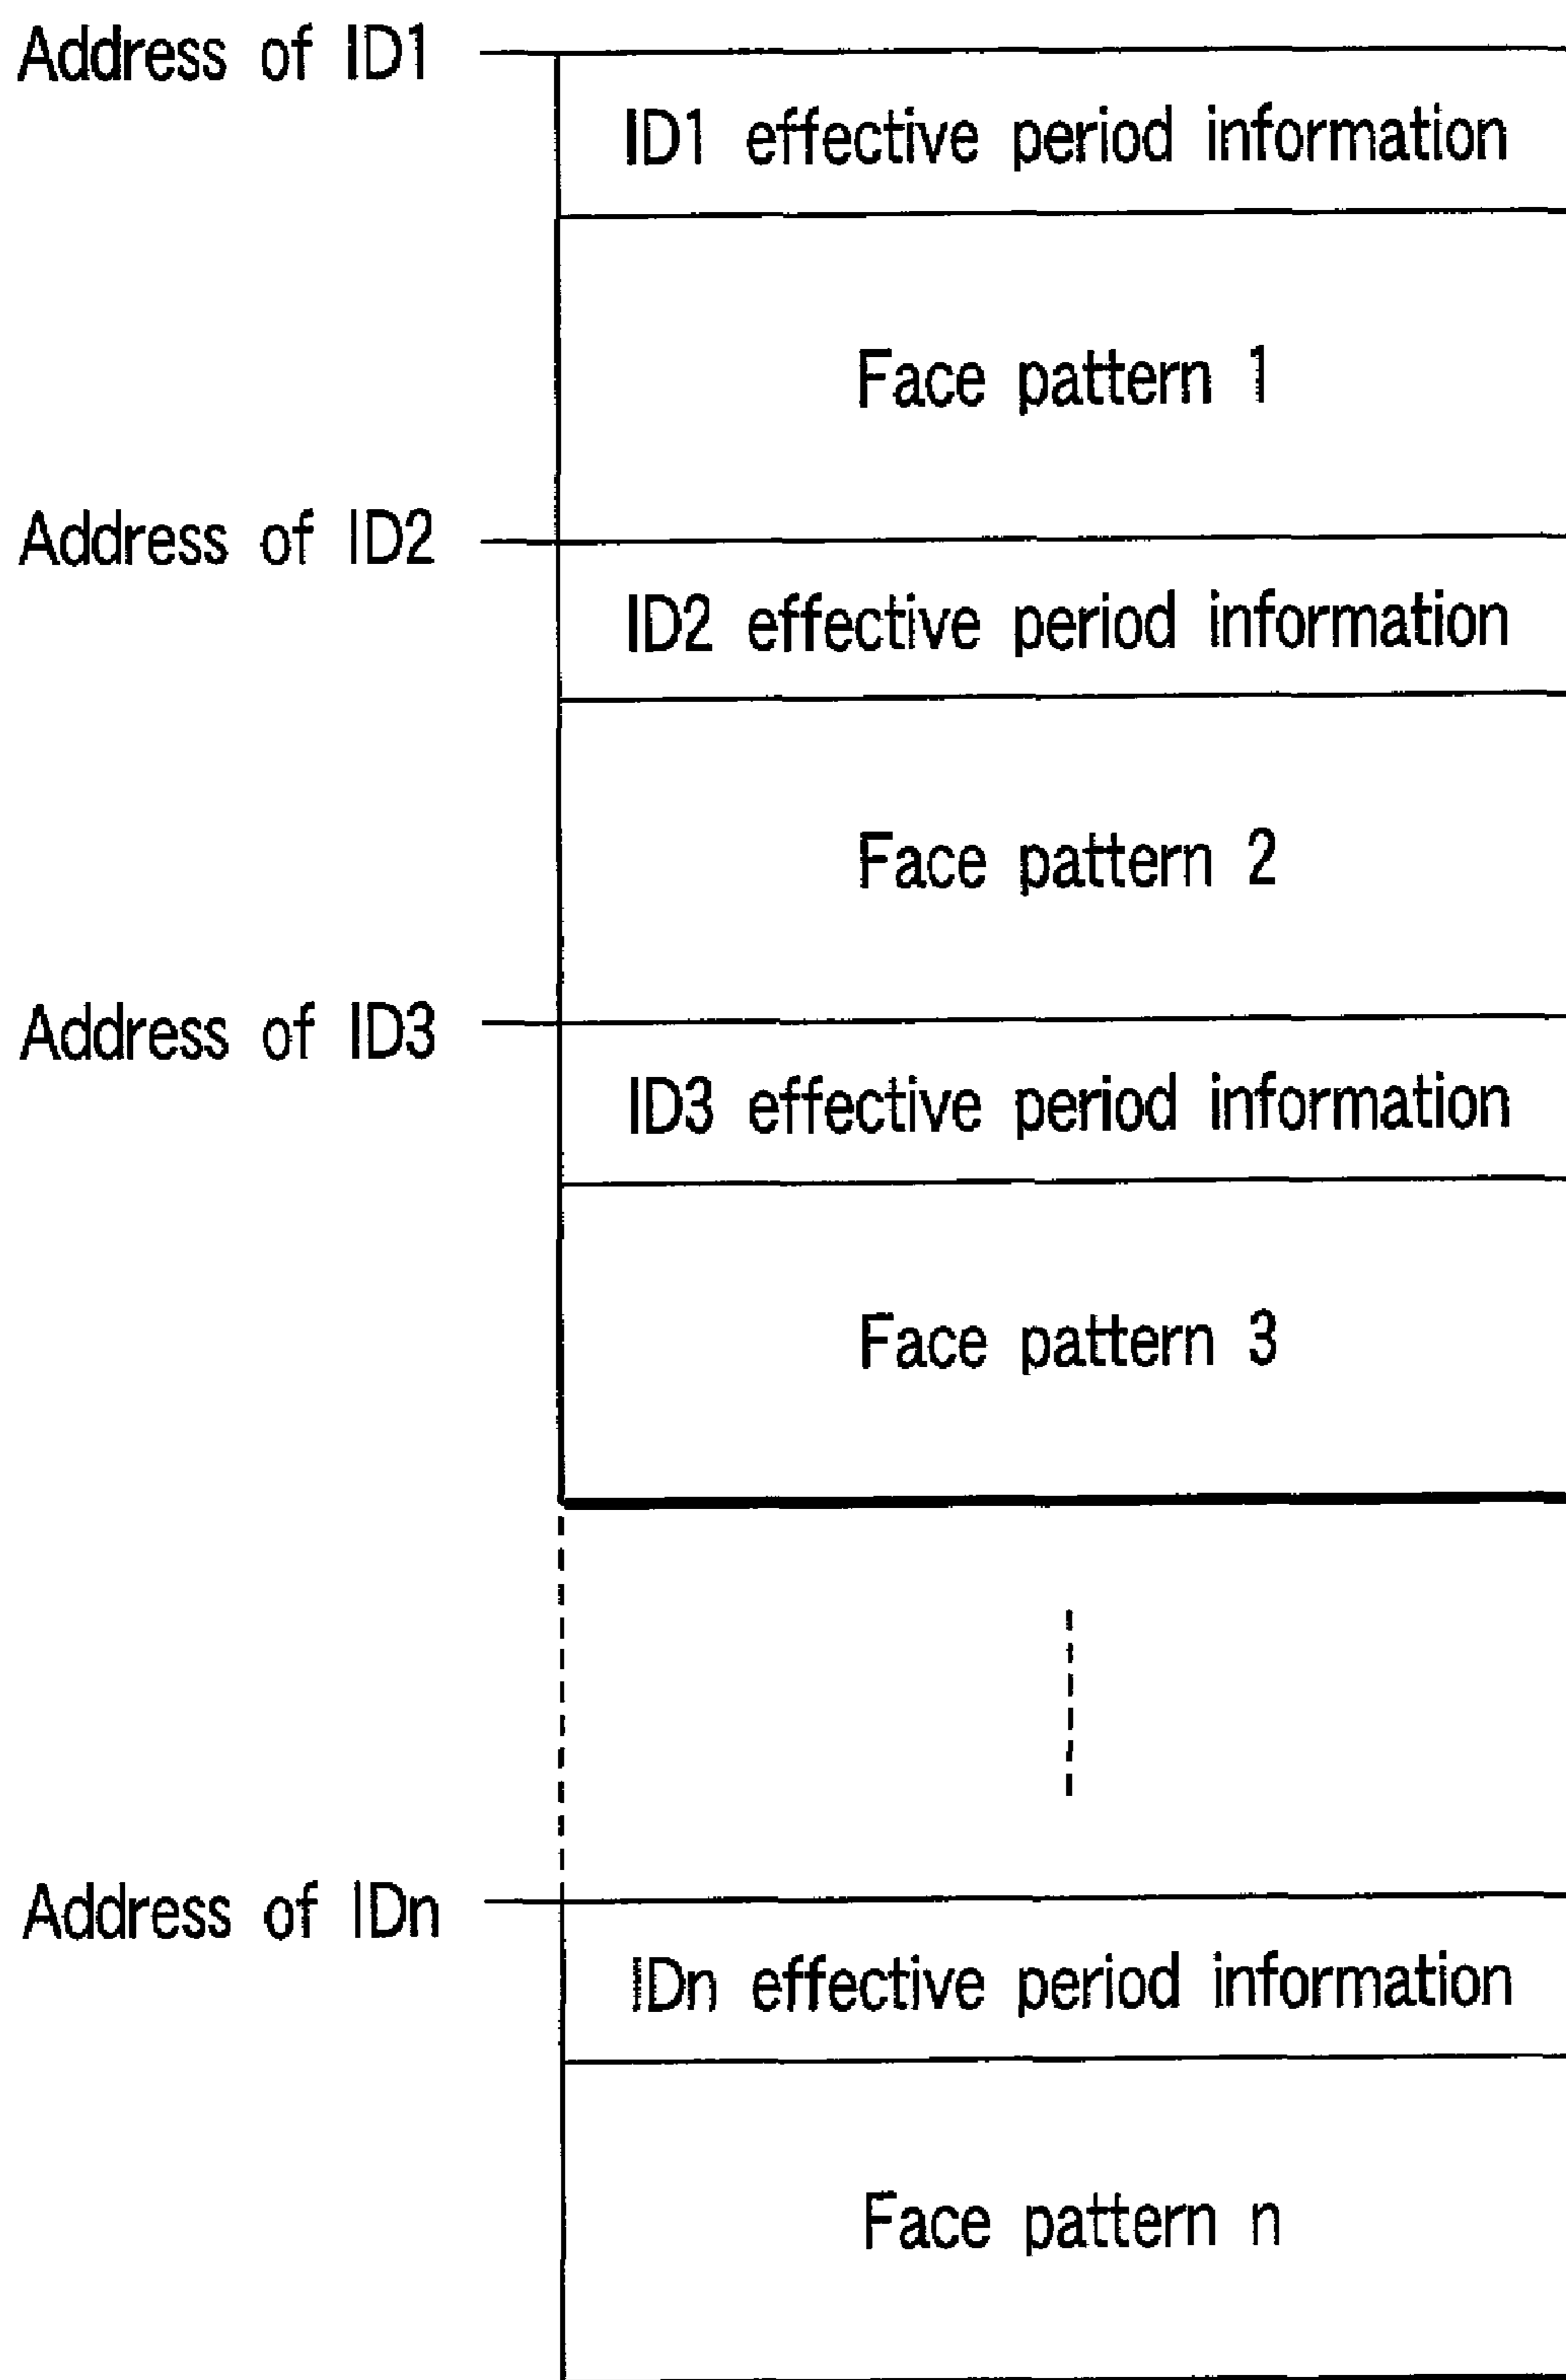 Address of ID1
ID1 effective period information
Face pattern 1
Address of ID2
ID2 effective period information
Face pattern 2
Address of ID3
ID3 effective period information
Face pattern 3
Address of IDn
IDn effective period information
Face pattern n